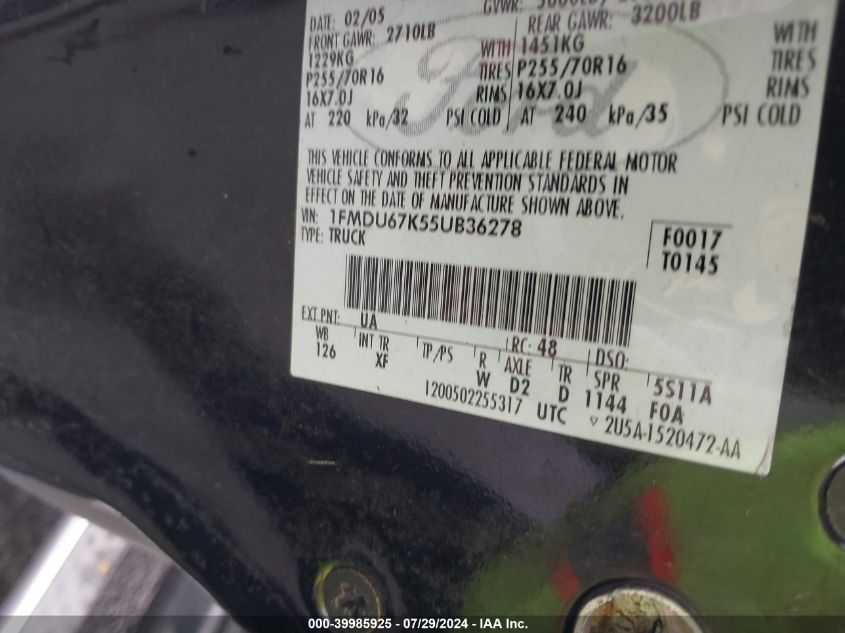 GVWR:
DATE: 02/05
REAR GAWR: 3200LB
FRONT GAWR: 2710LB
1229KG WITH 1451KG WITH
P255/70R16 TIRES P255/70R16 TIRES
16X7.0J RIMS 16X7.0J RIMS
AT 220 kPa/32 PSI COLD AT 240 kPa/35 PSI COLD
Ford
THIS VEHICLE CONFORMS TO ALL APPLICABLE FEDERAL MOTOR
VEHICLE SAFETY AND THEFT PREVENTION STANDARDS IN
EFFECT ON THE DATE OF MANUFACTURE SHOWN ABOVE.
VIN: 1FMDU67K55UB36278
TYPE: TRUCK
F0017
T0145
EXT PNT: UA RC: 48 DSO:
WB INT TR TP/PS R AXLE TR SPR 5S11A
126 XF W D2 D 1144 F0A
1200502255317 UTC ▽ 2U5A-1520472-AA
000-39985925 - 07/29/2024 - IAA Inc.